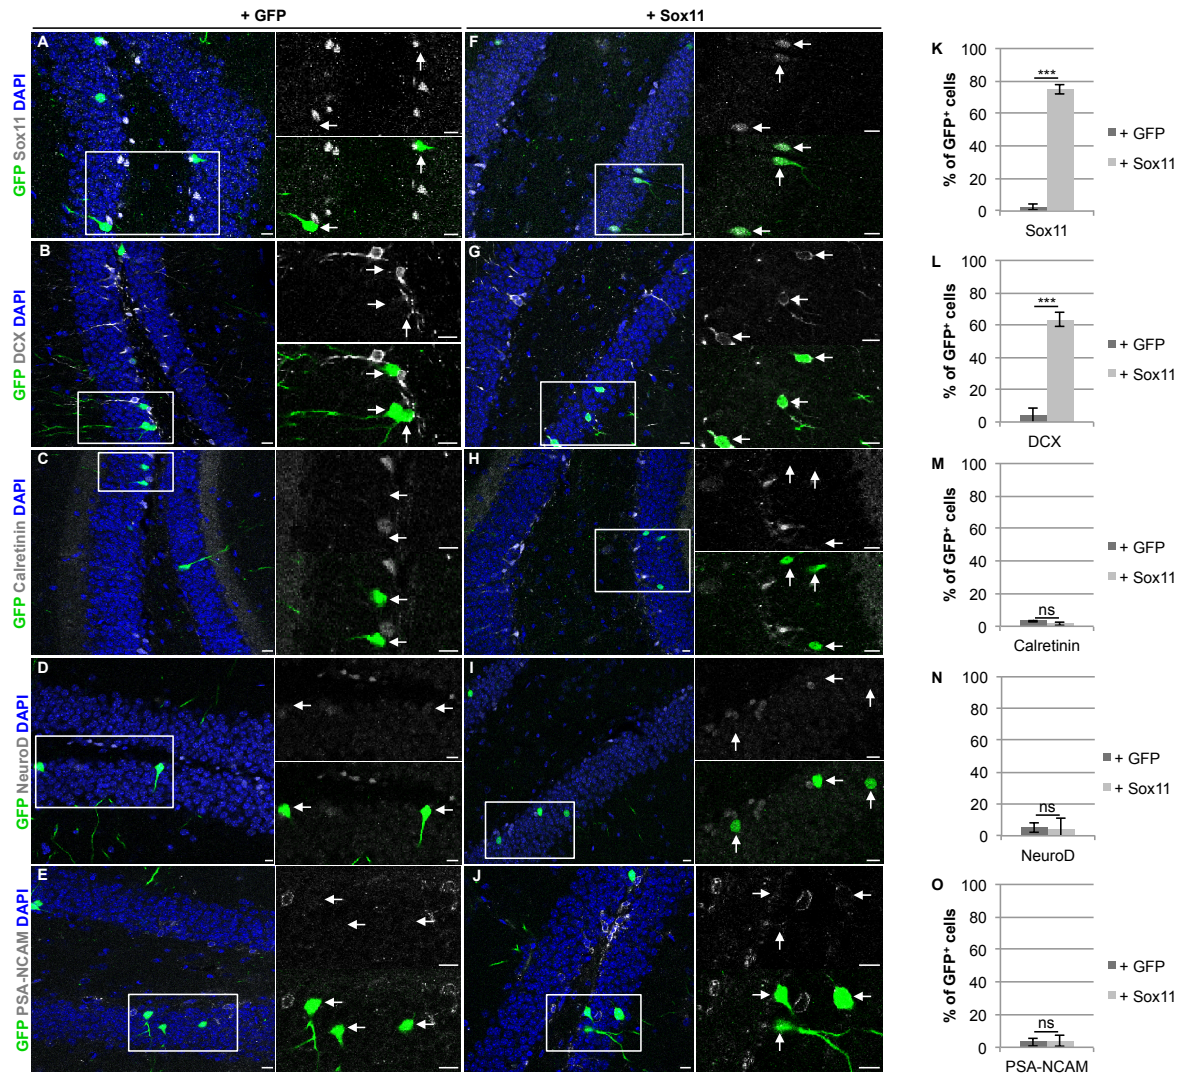 + GFP
+ Sox11
A
F
GFP Sox11 DAPI
B
G
GFP DCX DAPI
C
H
GFP Calretinin DAPI
D
I
GFP NeuroD DAPI
E
J
GFP PSA-NCAM DAPI
K
% of GFP⁺ cells
100
80
60
40
20
0
***
Sox11
+ GFP
+ Sox11
L
% of GFP⁺ cells
100
80
60
40
20
0
***
DCX
+ GFP
+ Sox11
M
% of GFP⁺ cells
100
80
60
40
20
0
ns
Calretinin
+ GFP
+ Sox11
N
% of GFP⁺ cells
100
80
60
40
20
0
ns
NeuroD
+ GFP
+ Sox11
O
% of GFP⁺ cells
100
80
60
40
20
0
ns
PSA-NCAM
+ GFP
+ Sox11